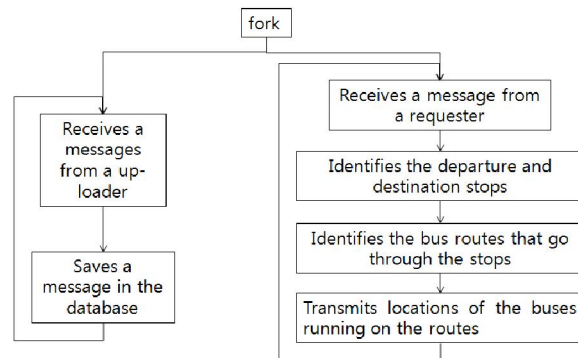 fork
Receives a
messages
from a up-
loader
Saves a
message in the
database
Receives a message from
a requester
Identifies the departure and
destination stops
Identifies the bus routes that go
through the stops
Transmits locations of the buses
running on the routes